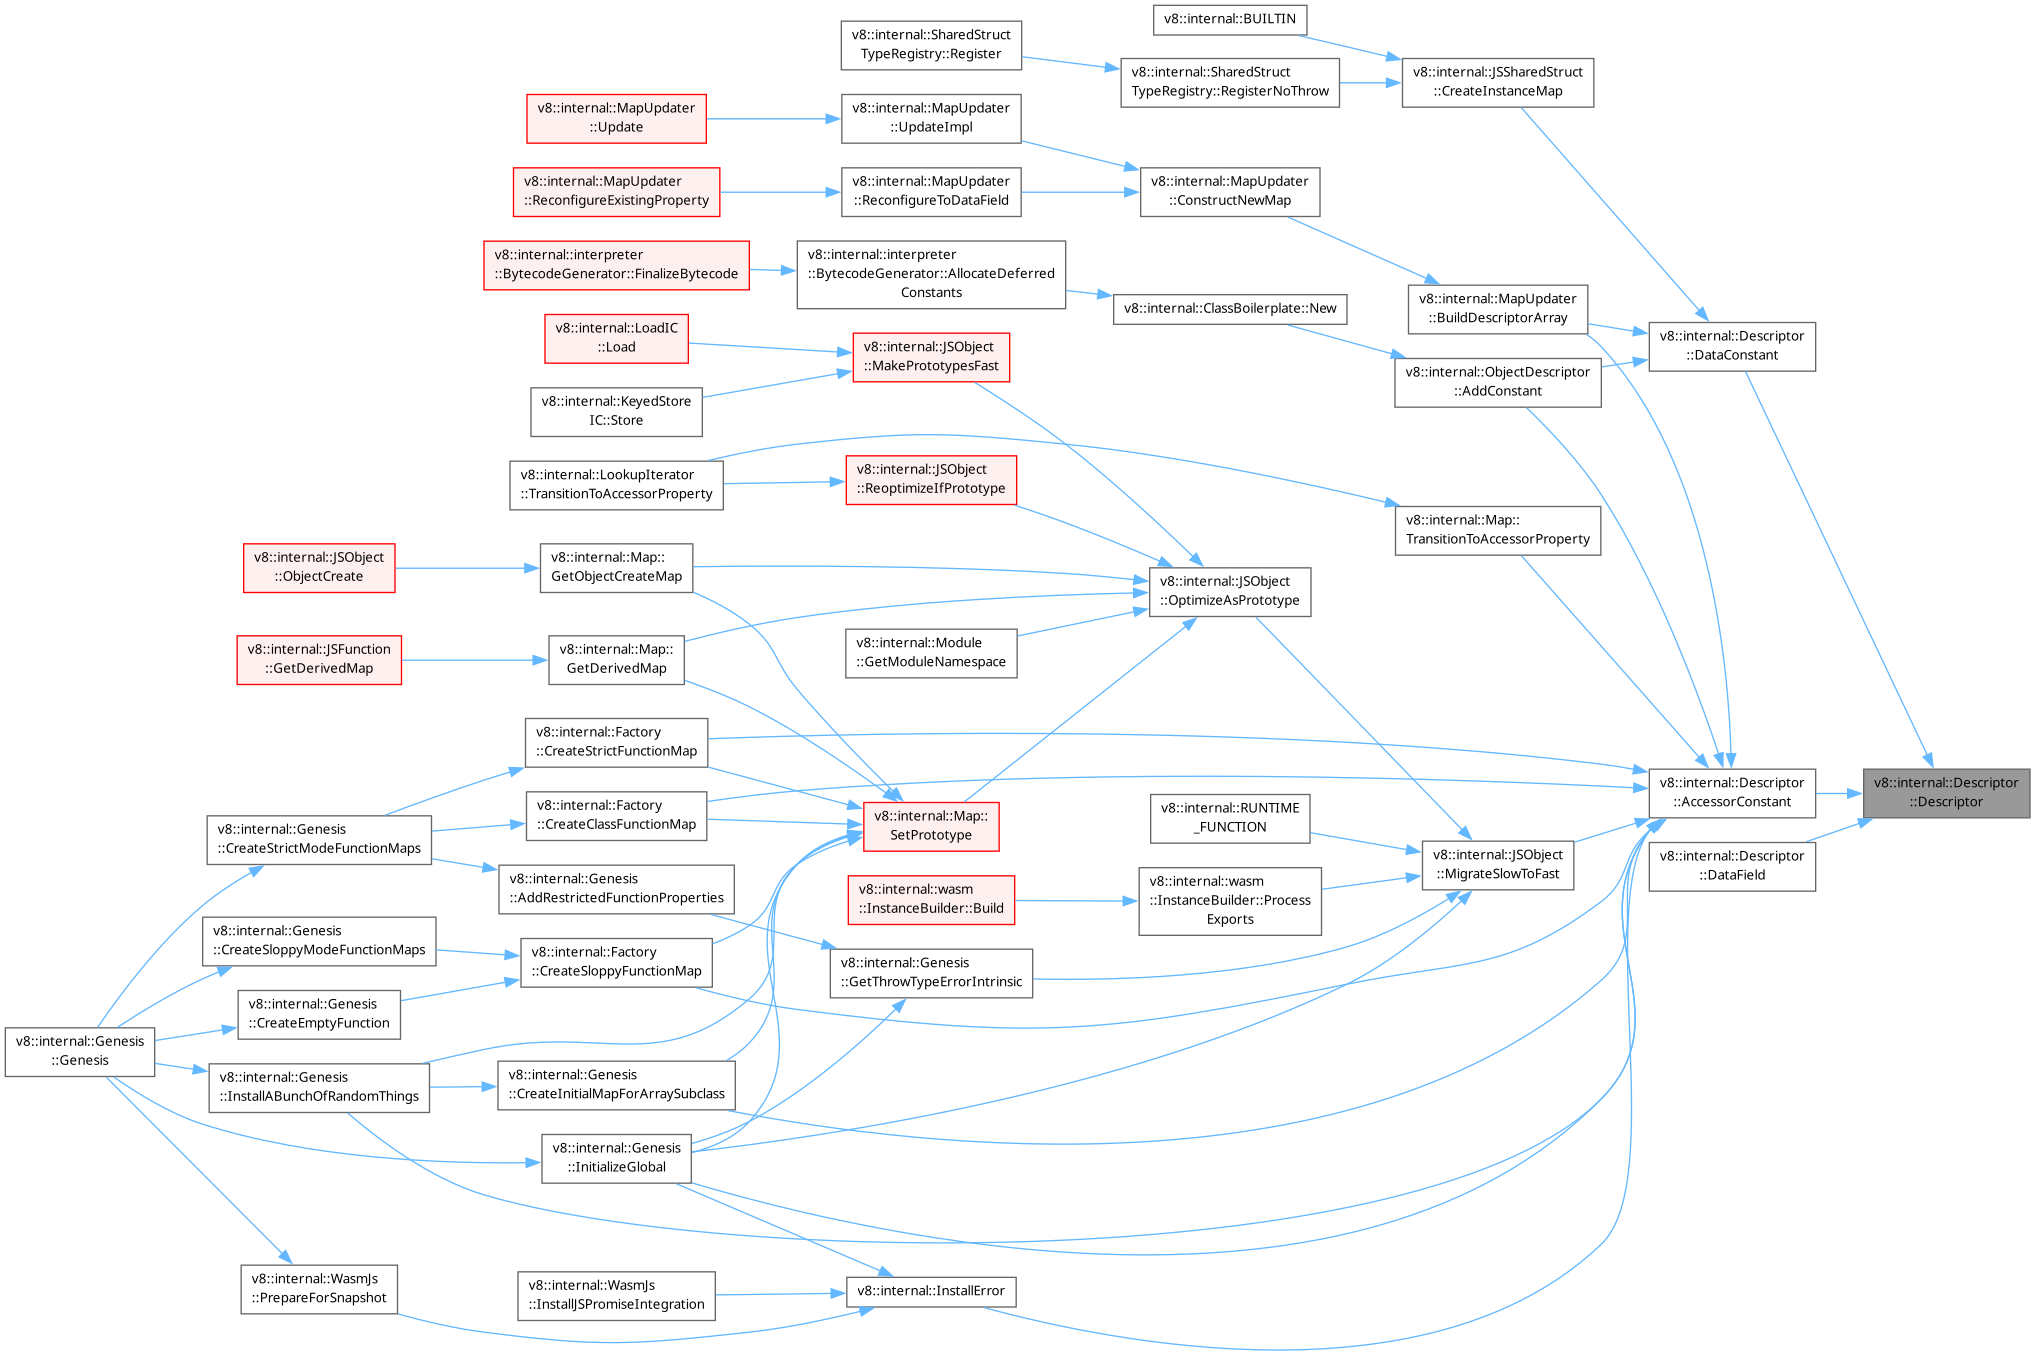 v8::internal::BUILTIN
v8::internal::SharedStruct
TypeRegistry::Register
v8::internal::SharedStruct
TypeRegistry::RegisterNoThrow
v8::internal::JSSharedStruct
::CreateInstanceMap
v8::internal::MapUpdater
::Update
v8::internal::MapUpdater
::UpdateImpl
v8::internal::MapUpdater
::ReconfigureExistingProperty
v8::internal::MapUpdater
::ReconfigureToDataField
v8::internal::MapUpdater
::ConstructNewMap
v8::internal::interpreter
::BytecodeGenerator::FinalizeBytecode
v8::internal::interpreter
::BytecodeGenerator::AllocateDeferred
Constants
v8::internal::ClassBoilerplate::New
v8::internal::MapUpdater
::BuildDescriptorArray
v8::internal::LoadIC
::Load
v8::internal::JSObject
::MakePrototypesFast
v8::internal::Descriptor
::DataConstant
v8::internal::ObjectDescriptor
::AddConstant
v8::internal::KeyedStore
IC::Store
v8::internal::LookupIterator
::TransitionToAccessorProperty
v8::internal::JSObject
::ReoptimizeIfPrototype
v8::internal::Map::
TransitionToAccessorProperty
v8::internal::JSObject
::ObjectCreate
v8::internal::Map::
GetObjectCreateMap
v8::internal::JSObject
::OptimizeAsPrototype
v8::internal::JSFunction
::GetDerivedMap
v8::internal::Map::
GetDerivedMap
v8::internal::Module
::GetModuleNamespace
v8::internal::Factory
::CreateStrictFunctionMap
v8::internal::Descriptor
::AccessorConstant
v8::internal::Descriptor
::Descriptor
v8::internal::Factory
::CreateClassFunctionMap
v8::internal::Map::
SetPrototype
v8::internal::RUNTIME
_FUNCTION
v8::internal::Genesis
::CreateStrictModeFunctionMaps
v8::internal::JSObject
::MigrateSlowToFast
v8::internal::Descriptor
::DataField
v8::internal::Genesis
::AddRestrictedFunctionProperties
v8::internal::wasm
::InstanceBuilder::Build
v8::internal::wasm
::InstanceBuilder::Process
Exports
v8::internal::Genesis
::CreateSloppyModeFunctionMaps
v8::internal::Factory
::CreateSloppyFunctionMap
v8::internal::Genesis
::GetThrowTypeErrorIntrinsic
v8::internal::Genesis
::CreateEmptyFunction
v8::internal::Genesis
::Genesis
v8::internal::Genesis
::InstallABunchOfRandomThings
v8::internal::Genesis
::CreateInitialMapForArraySubclass
v8::internal::Genesis
::InitializeGlobal
v8::internal::WasmJs
::PrepareForSnapshot
v8::internal::WasmJs
::InstallJSPromiseIntegration
v8::internal::InstallError